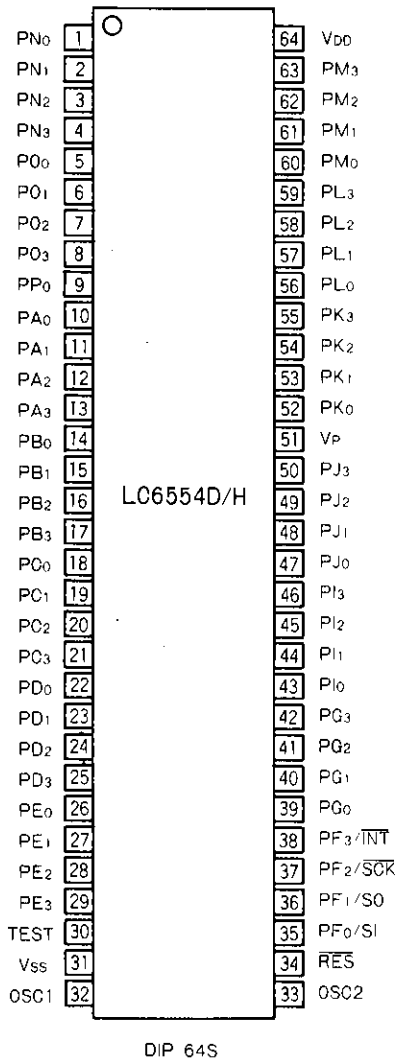 PN0 1 64 VDD
PN1 2 63 PM3
PN2 3 62 PM2
PN3 4 61 PM1
PO0 5 60 PM0
PO1 6 59 PL3
PO2 7 58 PL2
PO3 8 57 PL1
PP0 9 56 PL0
PA0 10 55 PK3
PA1 11 54 PK2
PA2 12 53 PK1
PA3 13 52 PK0
PB0 14 51 VP
PB1 15 50 PJ3
PB2 16 LC6554D/H 49 PJ2
PB3 17 48 PJ1
PC0 18 47 PJ0
PC1 19 46 PI3
PC2 20 45 PI2
PC3 21 44 PI1
PD0 22 43 PI0
PD1 23 42 PG3
PD2 24 41 PG2
PD3 25 40 PG1
PE0 26 39 PG0
PE1 27 38 PF3/INT
PE2 28 37 PF2/SCK
PE3 29 36 PF1/SO
TEST 30 35 PF0/SI
VSS 31 34 RES
OSC1 32 33 OSC2
DIP 64S